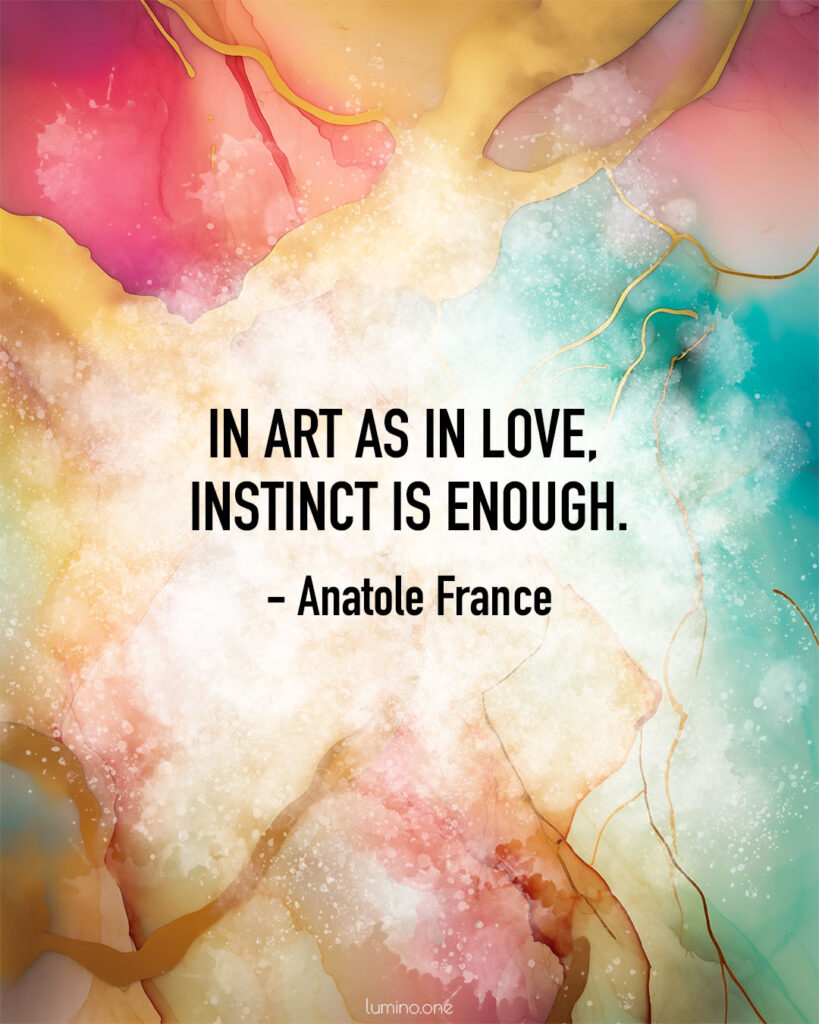 IN ART AS IN LOVE,
INSTINCT IS ENOUGH.
– Anatole France
lumino.one